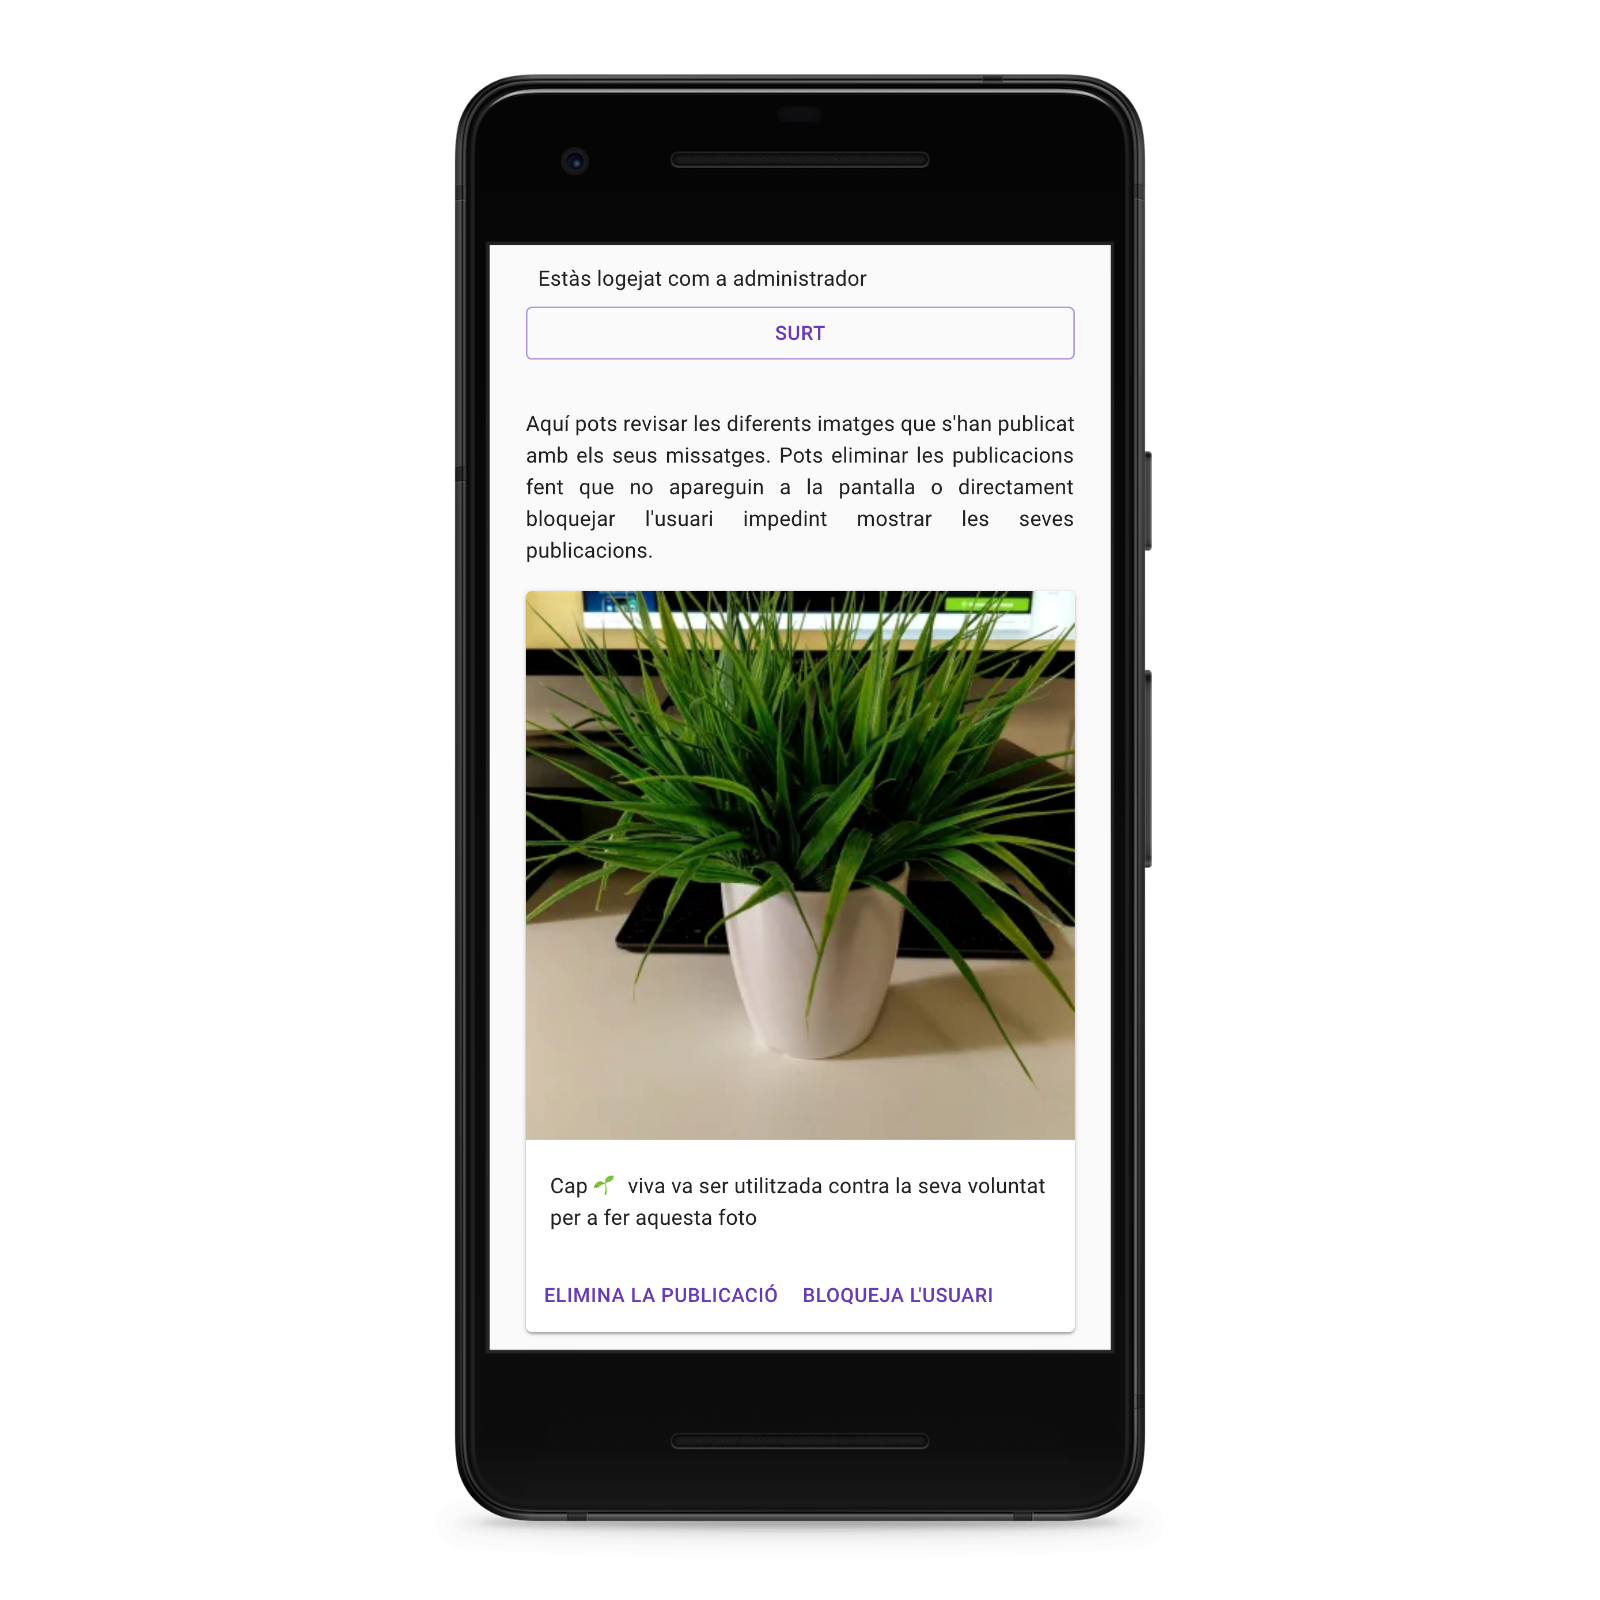 Estàs logejat com a administrador
SURT
Aquí pots revisar les diferents imatges que s'han publicat
amb els seus missatges. Pots eliminar les publicacions
fent que no apareguin a la pantalla o directament
bloquejar l'usuari impedint mostrar les seves
publicacions.
Cap 🌱 viva va ser utilitzada contra la seva voluntat
per a fer aquesta foto
ELIMINA LA PUBLICACIÓ BLOQUEJA L'USUARI